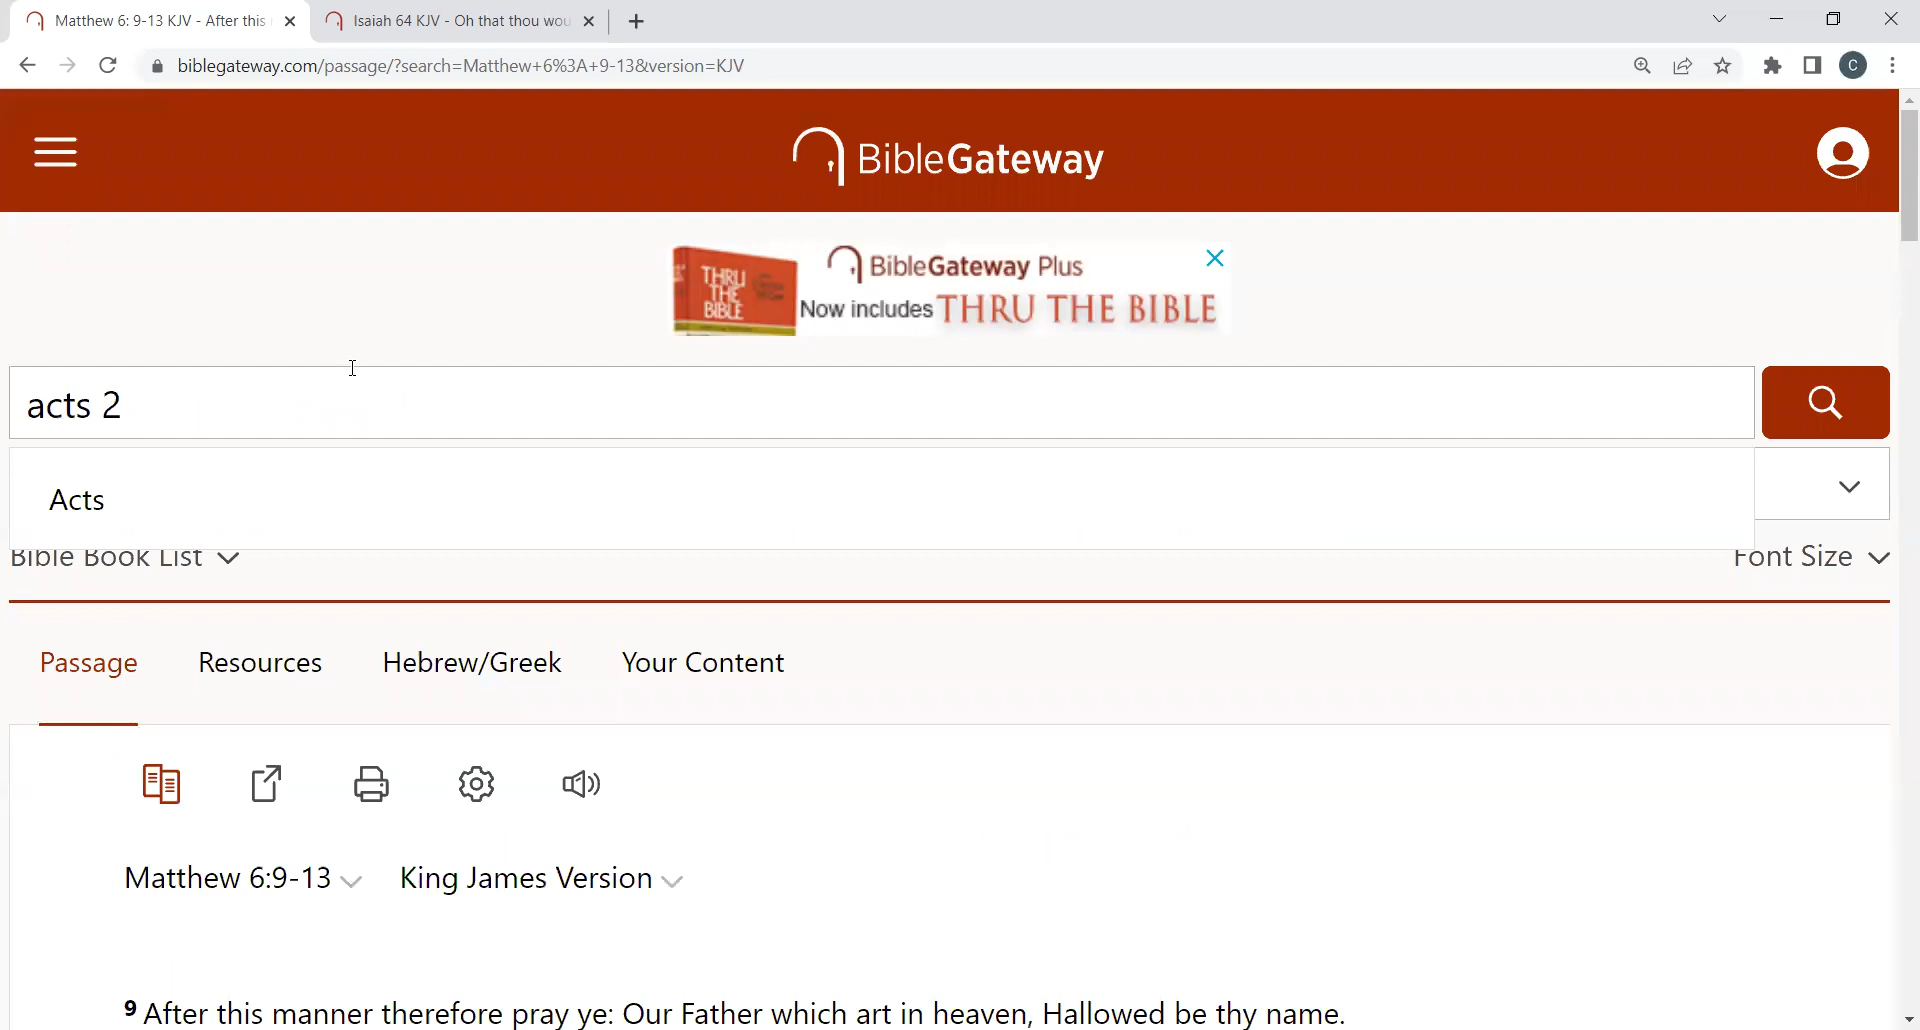 Matthew 6: 9-13 KJV - After this
Isaiah 64 KJV - Oh that thou wou
biblegateway.com/passage/?search=Matthew+6%3A+9-13&version=KJV
C
BibleGateway
THRU THE BIBLE
BibleGateway Plus
Now includes THRU THE BIBLE
acts 2
Acts
Bible Book List
Font Size
Passage Resources Hebrew/Greek Your Content
Matthew 6:9-13 King James Version
9 After this manner therefore pray ye: Our Father which art in heaven, Hallowed be thy name.